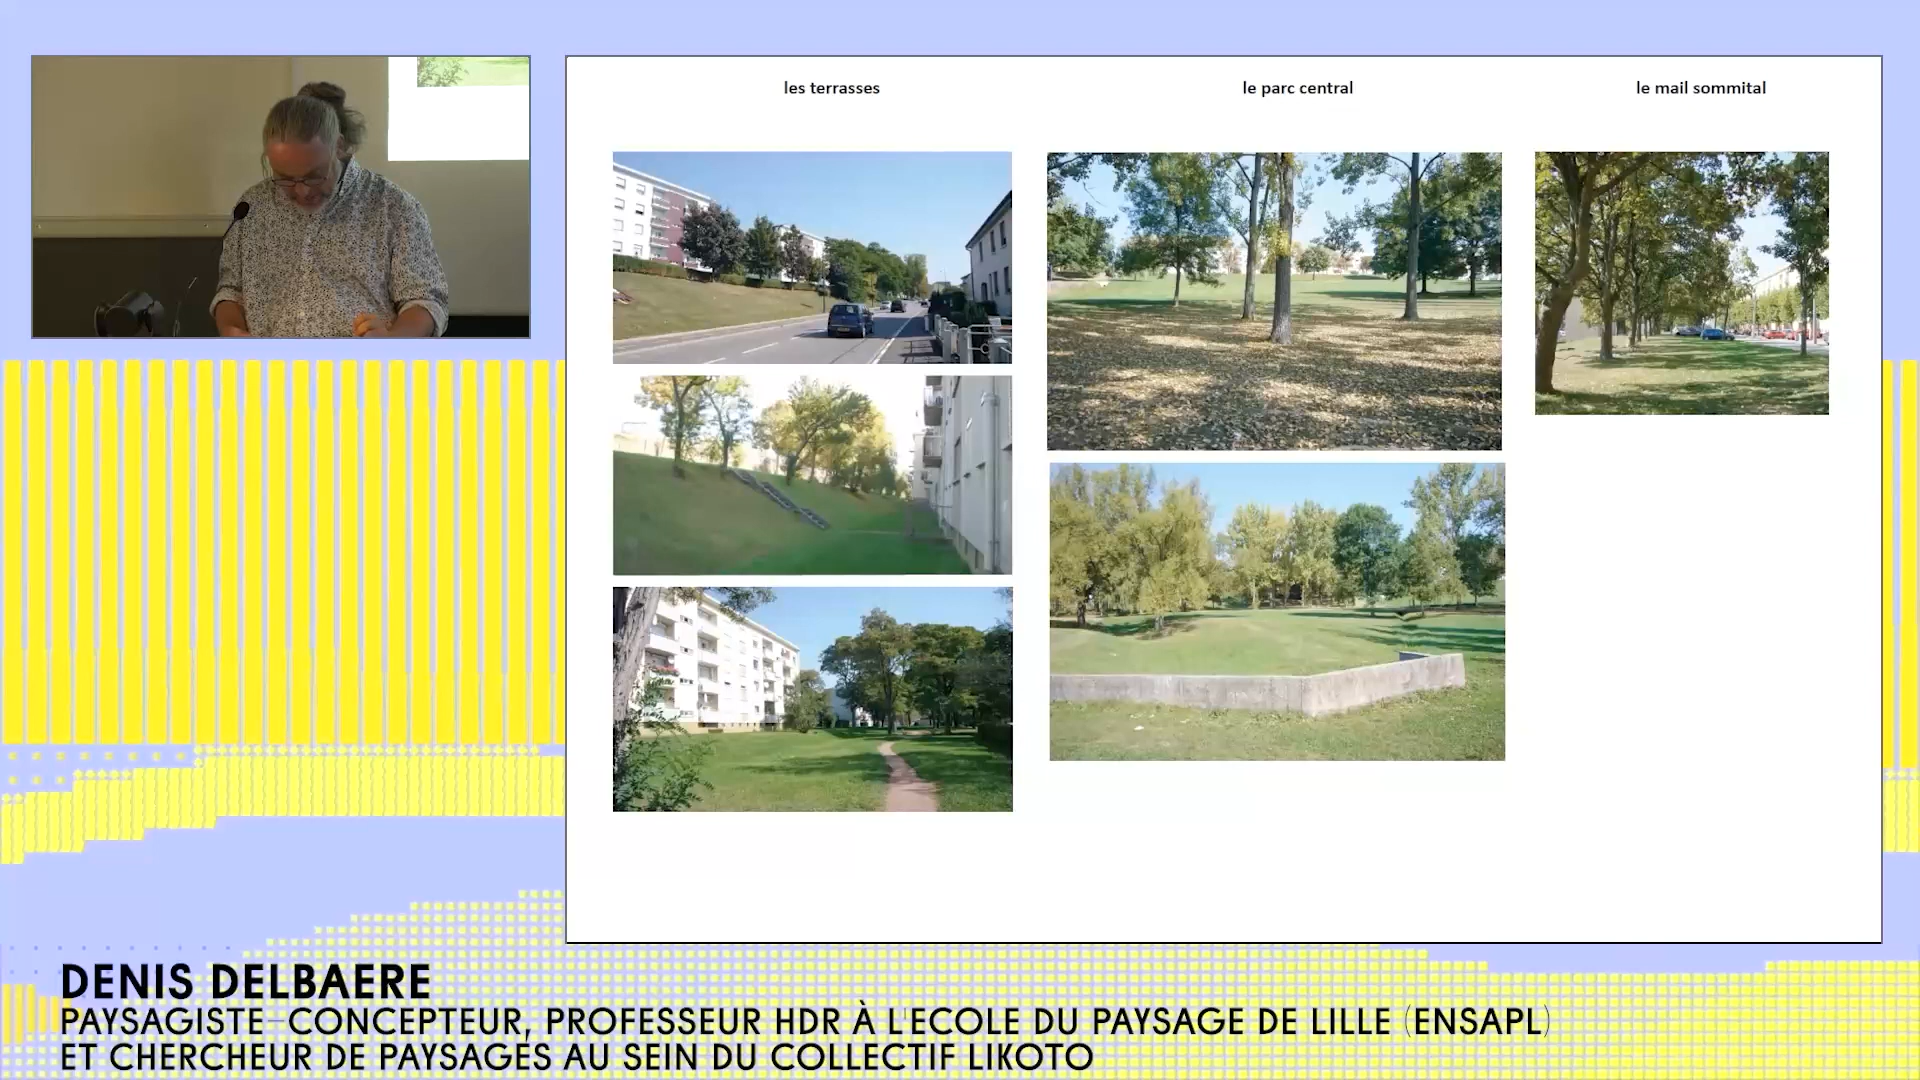 les terrasses
le parc central
le mail sommital
DENIS DELBAERE
PAYSAGISTE-CONCEPTEUR, PROFESSEUR HDR À L'ECOLE DU PAYSAGE DE LILLE (ENSAPL)
ET CHERCHEUR DE PAYSAGES AU SEIN DU COLLECTIF LIKOTO